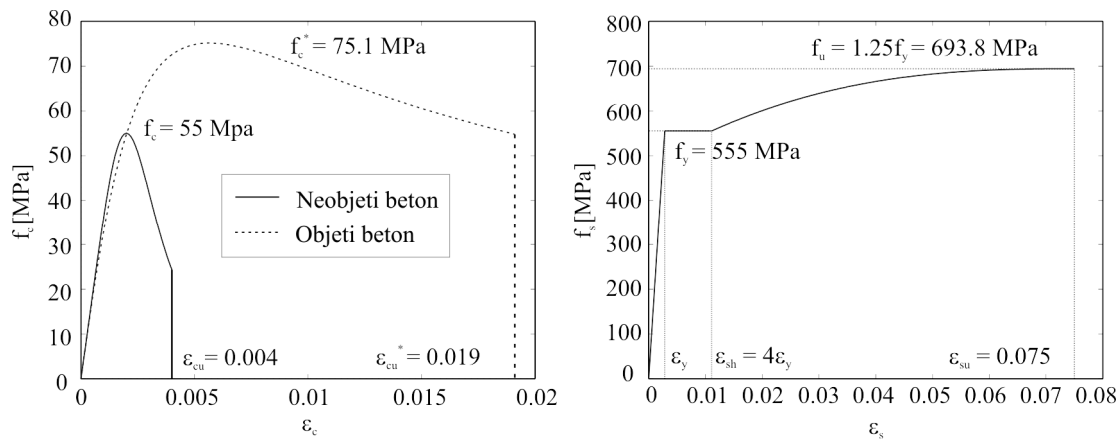 80
70
60
50
40
30
20
10
0
f_c [MPa]
f_c^* = 75.1 MPa
f_c = 55 Mpa
Neobjeti beton
Objeti beton
ε_cu = 0.004
ε_cu^* = 0.019
0 0.005 0.01 0.015 0.02
ε_c
800
700
600
500
400
300
200
100
0
f_s [MPa]
f_u = 1.25f_y = 693.8 MPa
f_y = 555 MPa
ε_y
ε_sh = 4ε_y
ε_su = 0.075
0 0.01 0.02 0.03 0.04 0.05 0.06 0.07 0.08
ε_s